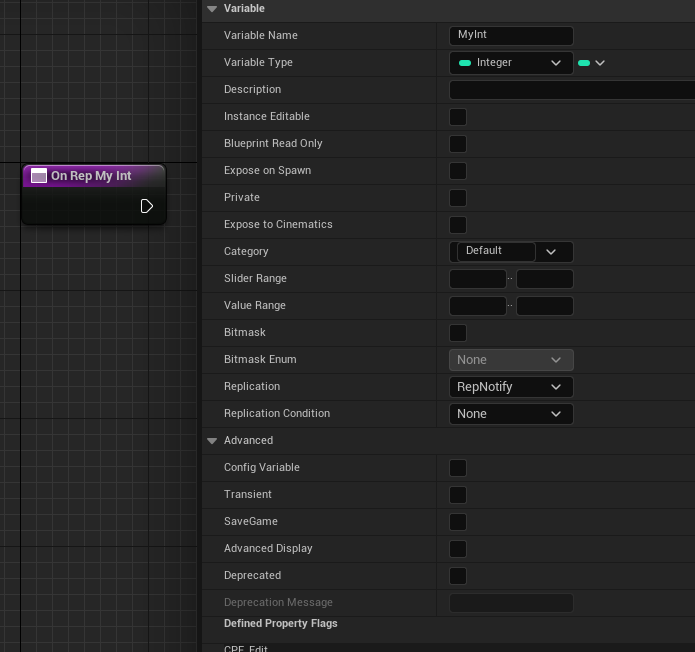 Variable
Variable Name MyInt
Variable Type Integer
Description
Instance Editable
Blueprint Read Only
Expose on Spawn
On Rep My Int
Private
Expose to Cinematics
Category Default
Slider Range ..
Value Range ..
Bitmask
Bitmask Enum None
Replication RepNotify
Replication Condition None
Advanced
Config Variable
Transient
SaveGame
Advanced Display
Deprecated
Deprecation Message
Defined Property Flags
CPF_Edit